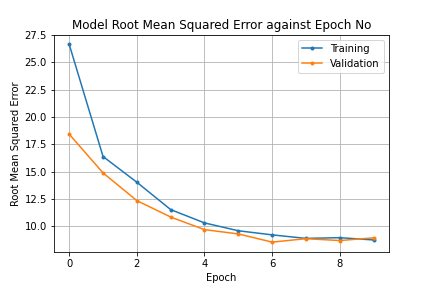 Model Root Mean Squared Error against Epoch No
Training
Validation
Root Mean Squared Error
27.5
25.0
22.5
20.0
17.5
15.0
12.5
10.0
0 2 4 6 8
Epoch